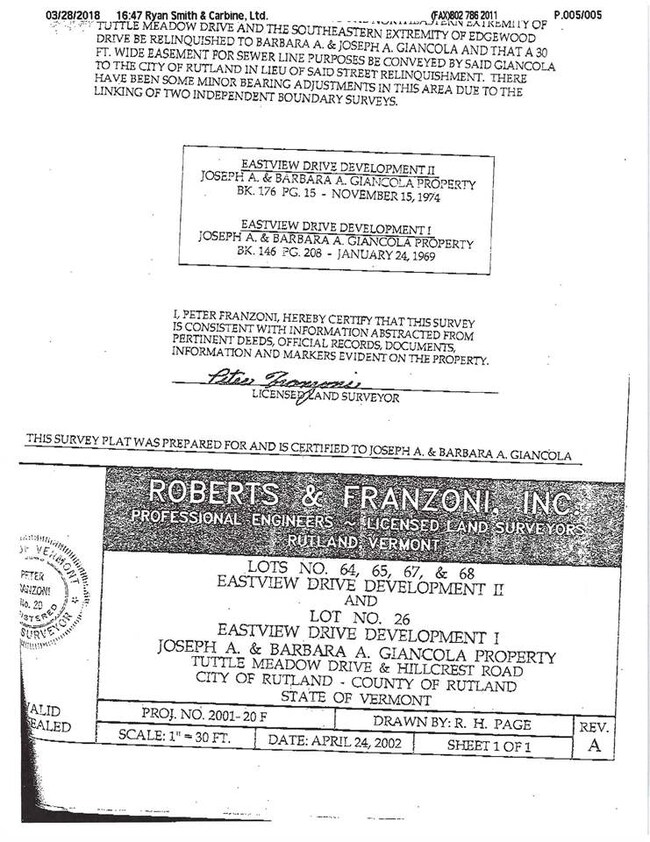 03/28/2018 16:47 Ryan Smith & Carbine, Ltd. (FAX)802 786 2011 P.005/005
EXTREMITY OF
TUTTLE MEADOW DRIVE AND THE SOUTHEASTERN EXTREMITY OF EDGEWOOD
DRIVE BE RELINQUISHED TO BARBARA A. & JOSEPH A. GIANCOLA AND THAT A 30
FT. WIDE EASEMENT FOR SEWER LINE PURPOSES BE CONVEYED BY SAID GIANCOLA
TO THE CITY OF RUTLAND IN LIEU OF SAID STREET RELINQUISHMENT. THERE
HAVE BEEN SOME MINOR BEARING ADJUSTMENTS IN THIS AREA DUE TO THE
LINKING OF TWO INDEPENDENT BOUNDARY SURVEYS.
EASTVIEW DRIVE DEVELOPMENT II
JOSEPH A. & BARBARA A. GIANCOLA PROPERTY
BK. 176 PG. 15 - NOVEMBER 15, 1974
EASTVIEW DRIVE DEVELOPMENT I
JOSEPH A. & BARBARA A. GIANCOLA PROPERTY
BK. 146 PG. 208 - JANUARY 24, 1969
I, PETER FRANZONI, HEREBY CERTIFY THAT THIS SURVEY
IS CONSISTENT WITH INFORMATION ABSTRACTED FROM
PERTINENT DEEDS, OFFICIAL RECORDS, DOCUMENTS,
INFORMATION AND MARKERS EVIDENT ON THE PROPERTY.
Peter Franzoni
LICENSED LAND SURVEYOR
THIS SURVEY PLAT WAS PREPARED FOR AND IS CERTIFIED TO JOSEPH A. & BARBARA A. GIANCOLA
ROBERTS & FRANZONI, INC.
PROFESSIONAL ENGINEERS ~ LICENSED LAND SURVEYORS
RUTLAND, VERMONT
OF VERMONT
PETER
ANZONI
No. 20
ISTERED
SURVEYOR
LOTS NO. 64, 65, 67, & 68
EASTVIEW DRIVE DEVELOPMENT II
AND
LOT NO. 26
EASTVIEW DRIVE DEVELOPMENT I
JOSEPH A. & BARBARA A. GIANCOLA PROPERTY
TUTTLE MEADOW DRIVE & HILLCREST ROAD
CITY OF RUTLAND - COUNTY OF RUTLAND
STATE OF VERMONT
VALID
SEALED
PROJ. NO. 2001-20 F
DRAWN BY: R. H. PAGE
REV.
A
SCALE: 1" = 30 FT.
DATE: APRIL 24, 2002
SHEET 1 OF 1